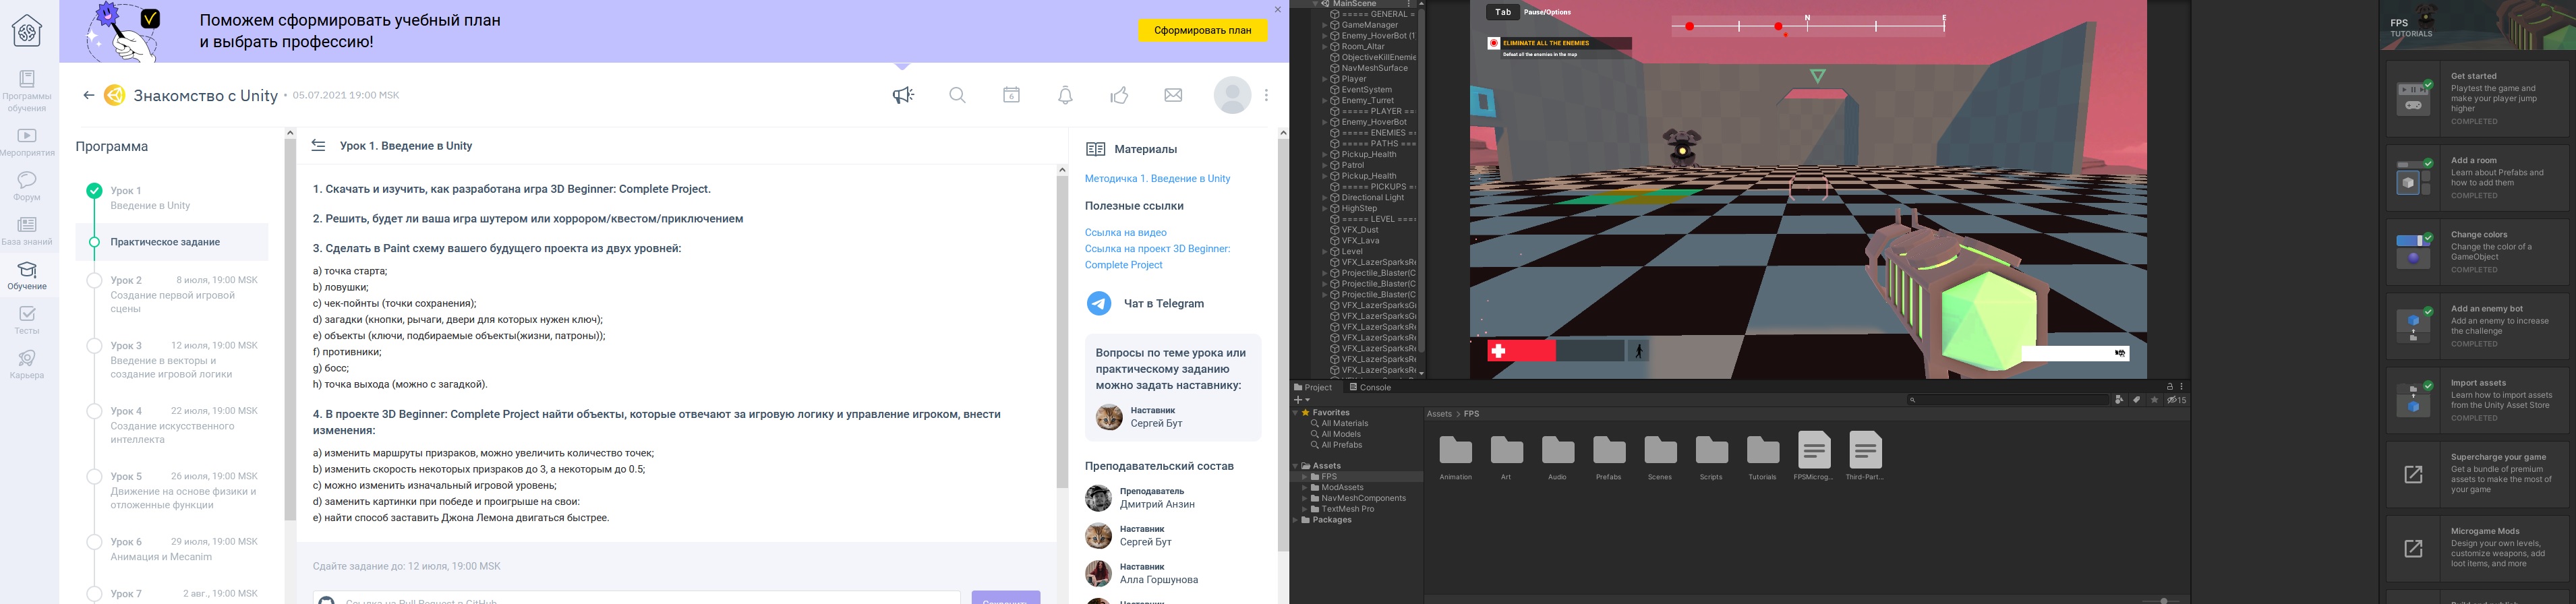 Поможем сформировать учебный план
и выбрать профессию!
Сформировать план
Знакомство с Unity • 05.07.2021 19:00 MSK
6
Программы
обучения
Мероприятия
Форум
База знаний
Обучение
Тесты
Карьера
Программа
Урок 1
Введение в Unity
Практическое задание
Урок 2 8 июля, 19:00 MSK
Создание первой игровой
сцены
Урок 3 12 июля, 19:00 MSK
Введение в векторы и
создание игровой логики
Урок 4 22 июля, 19:00 MSK
Создание искусственного
интеллекта
Урок 5 26 июля, 19:00 MSK
Движение на основе физики и
отложенные функции
Урок 6 29 июля, 19:00 MSK
Анимация и Mecanim
Урок 7 2 авг., 19:00 MSK
Урок 1. Введение в Unity
1. Скачать и изучить, как разработана игра 3D Beginner: Complete Project.
2. Решить, будет ли ваша игра шутером или хоррором/квестом/приключением
3. Сделать в Paint схему вашего будущего проекта из двух уровней:
a) точка старта;
b) ловушки;
c) чек-пойнты (точки сохранения);
d) загадки (кнопки, рычаги, двери для которых нужен ключ);
e) объекты (ключи, подбираемые объекты(жизни, патроны));
f) противники;
g) босс;
h) точка выхода (можно с загадкой).
4. В проекте 3D Beginner: Complete Project найти объекты, которые отвечают за игровую логику и управление игроком, внести
изменения:
a) изменить маршруты призраков, можно увеличить количество точек;
b) изменить скорость некоторых призраков до 3, а некоторым до 0.5;
c) можно изменить изначальный игровой уровень;
d) заменить картинки при победе и проигрыше на свои:
e) найти способ заставить Джона Лемона двигаться быстрее.
Сдайте задание до: 12 июля, 19:00 MSK
Ссылка на Pull Request с GitHub
Сохранить
Материалы
Методичка 1. Введение в Unity
Полезные ссылки
Ссылка на видео
Ссылка на проект 3D Beginner:
Complete Project
Чат в Telegram
Вопросы по теме урока или
практическому заданию
можно задать наставнику:
Наставник
Сергей Бут
Преподавательский состав
Преподаватель
Дмитрий Анзин
Наставник
Сергей Бут
Наставник
Алла Горшунова
Наставник
MainScene
===== GENERAL =
GameManager
Enemy_HoverBot (1
Room_Altar
ObjectiveKillEnemie
NavMeshSurface
Player
EventSystem
Enemy_Turret
===== PLAYER ==
Enemy_HoverBot
===== ENEMIES =
===== PATHS ===
Pickup_Health
Patrol
Pickup_Health
===== PICKUPS =
Directional Light
HighStep
===== LEVEL ====
VFX_Dust
VFX_Lava
Level
VFX_LazerSparksRe
Projectile_Blaster(C
Projectile_Blaster(C
Projectile_Blaster(C
VFX_LazerSparksGr
VFX_LazerSparksGr
VFX_LazerSparksRe
VFX_LazerSparksRe
VFX_LazerSparksRe
VFX_LazerSparksRe
VFX_LazerSparksRe
Tab Pause/Options
N E
ELIMINATE ALL THE ENEMIES
Defeat all the enemies in the map
Project Console
15
Favorites
All Materials
All Models
All Prefabs
Assets
FPS
ModAssets
NavMeshComponents
TextMesh Pro
Packages
Assets > FPS
Animation Art Audio Prefabs Scenes Scripts Tutorials FPSMicrog... Third-Part...
FPS
TUTORIALS
Get started
Playtest the game and
make your player jump
higher
COMPLETED
Add a room
Learn about Prefabs and
how to add them
COMPLETED
Change colors
Change the color of a
GameObject
COMPLETED
Add an enemy bot
Add an enemy to increase
the challenge
COMPLETED
Import assets
Learn how to import assets
from the Unity Asset Store
COMPLETED
Supercharge your game
Get a bundle of premium
assets to make the most of
your game
Microgame Mods
Design your own levels,
customize weapons, add
loot items, and more